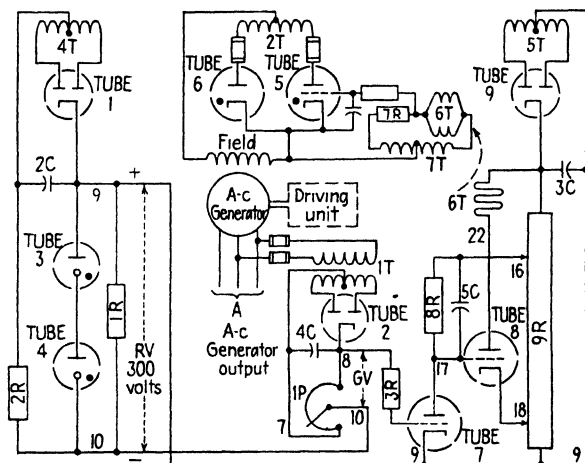 4T
TUBE
1
2C
+
9
TUBE
3
TUBE
4
1R
2R
RV
300
volts
10
−
2T
TUBE
6
TUBE
5
7R
6T
7T
6T
Field
A-c
Generator
Driving
unit
A
A-c
Generator
output
1T
TUBE
2
4C
8
GV
1P
10
7
3R
5T
TUBE
9
3C
22
16
8R
5C
17
TUBE
8
9R
18
TUBE
7
9
9